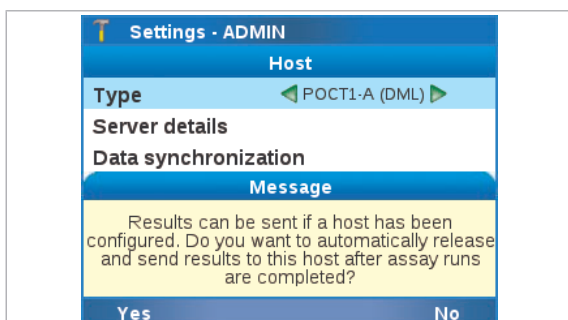 Settings - ADMIN
Host
Type POCT1-A (DML)
Server details
Data synchronization
Message
Results can be sent if a host has been
configured. Do you want to automatically release
and send results to this host after assay runs
are completed?
Yes No